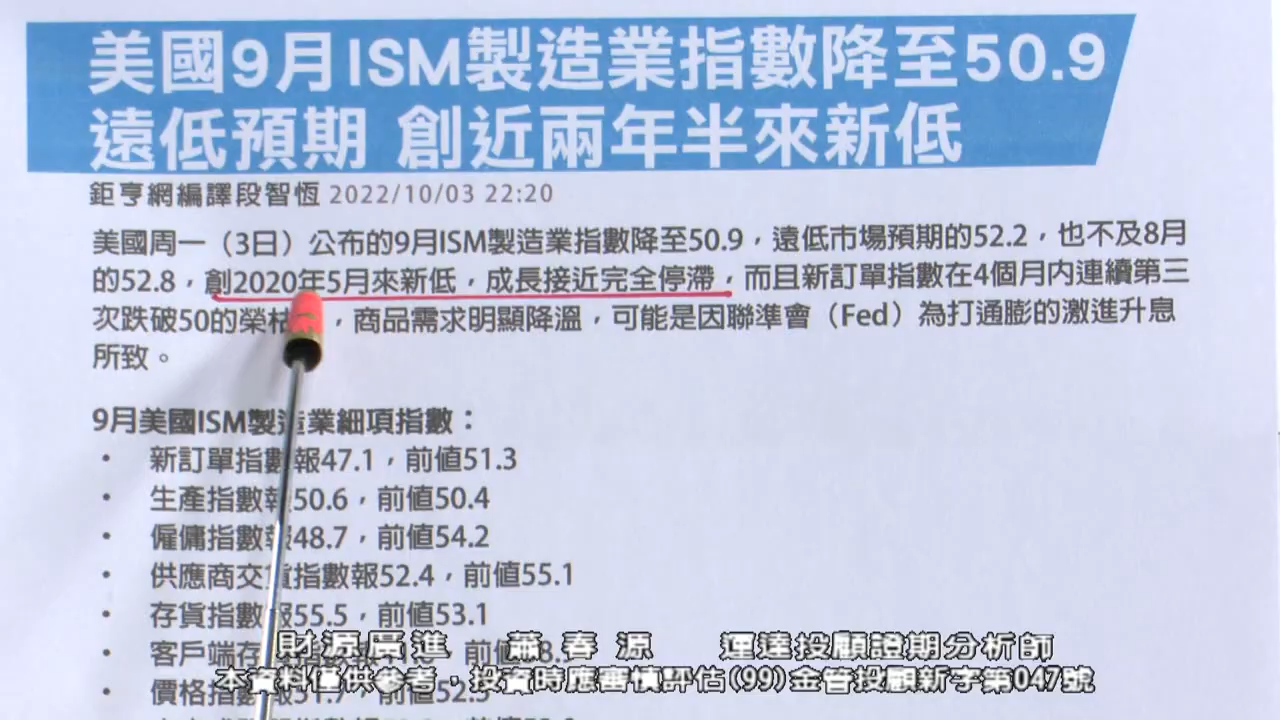 美國9月ISM製造業指數降至50.9
遠低預期 創近兩年半來新低
鉅亨網編譯段智恆 2022/10/03 22:20
美國周一（3日）公布的9月ISM製造業指數降至50.9，遠低市場預期的52.2，也不及8月
的52.8，創2020年5月來新低，成長接近完全停滯，而且新訂單指數在4個月內連續第三
次跌破50的榮枯，商品需求明顯降溫，可能是因聯準會（Fed）為打通膨的激進升息
所致。
9月美國ISM製造業細項指數：
• 新訂單指數報47.1，前值51.3
• 生產指數報50.6，前值50.4
• 僱傭指數報48.7，前值54.2
• 供應商交貨指數報52.4，前值55.1
• 存貨指數報55.5，前值53.1
• 客戶端存
• 價格指數報51.7，前值52.5
財源廣進 蕭春源 運達投顧證期分析師
本資料僅供參考，投資時應審慎評估(99)金管投顧新字第047號